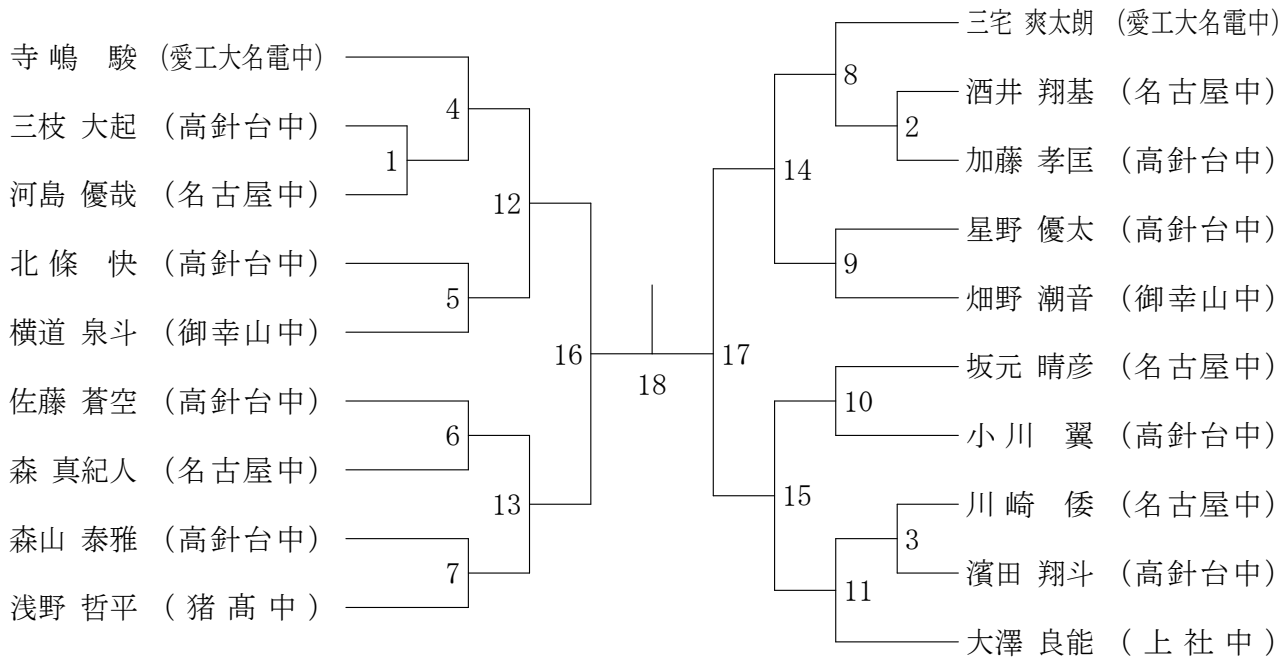 寺嶋 駿 (愛工大名電中)
三枝 大起 (高針台中)
河島 優哉 (名古屋中)
北條 快 (高針台中)
横道 泉斗 (御幸山中)
佐藤 蒼空 (高針台中)
森 真紀人 (名古屋中)
森山 泰雅 (高針台中)
浅野 哲平 (猪髙中)
4
1
12
5
16
6
13
7
18
8
2
14
9
17
10
15
3
11
三宅 爽太朗 (愛工大名電中)
酒井 翔基 (名古屋中)
加藤 孝匡 (高針台中)
星野 優太 (高針台中)
畑野 潮音 (御幸山中)
坂元 晴彦 (名古屋中)
小川 翼 (高針台中)
川崎 倭 (名古屋中)
濱田 翔斗 (高針台中)
大澤 良能 (上社中)